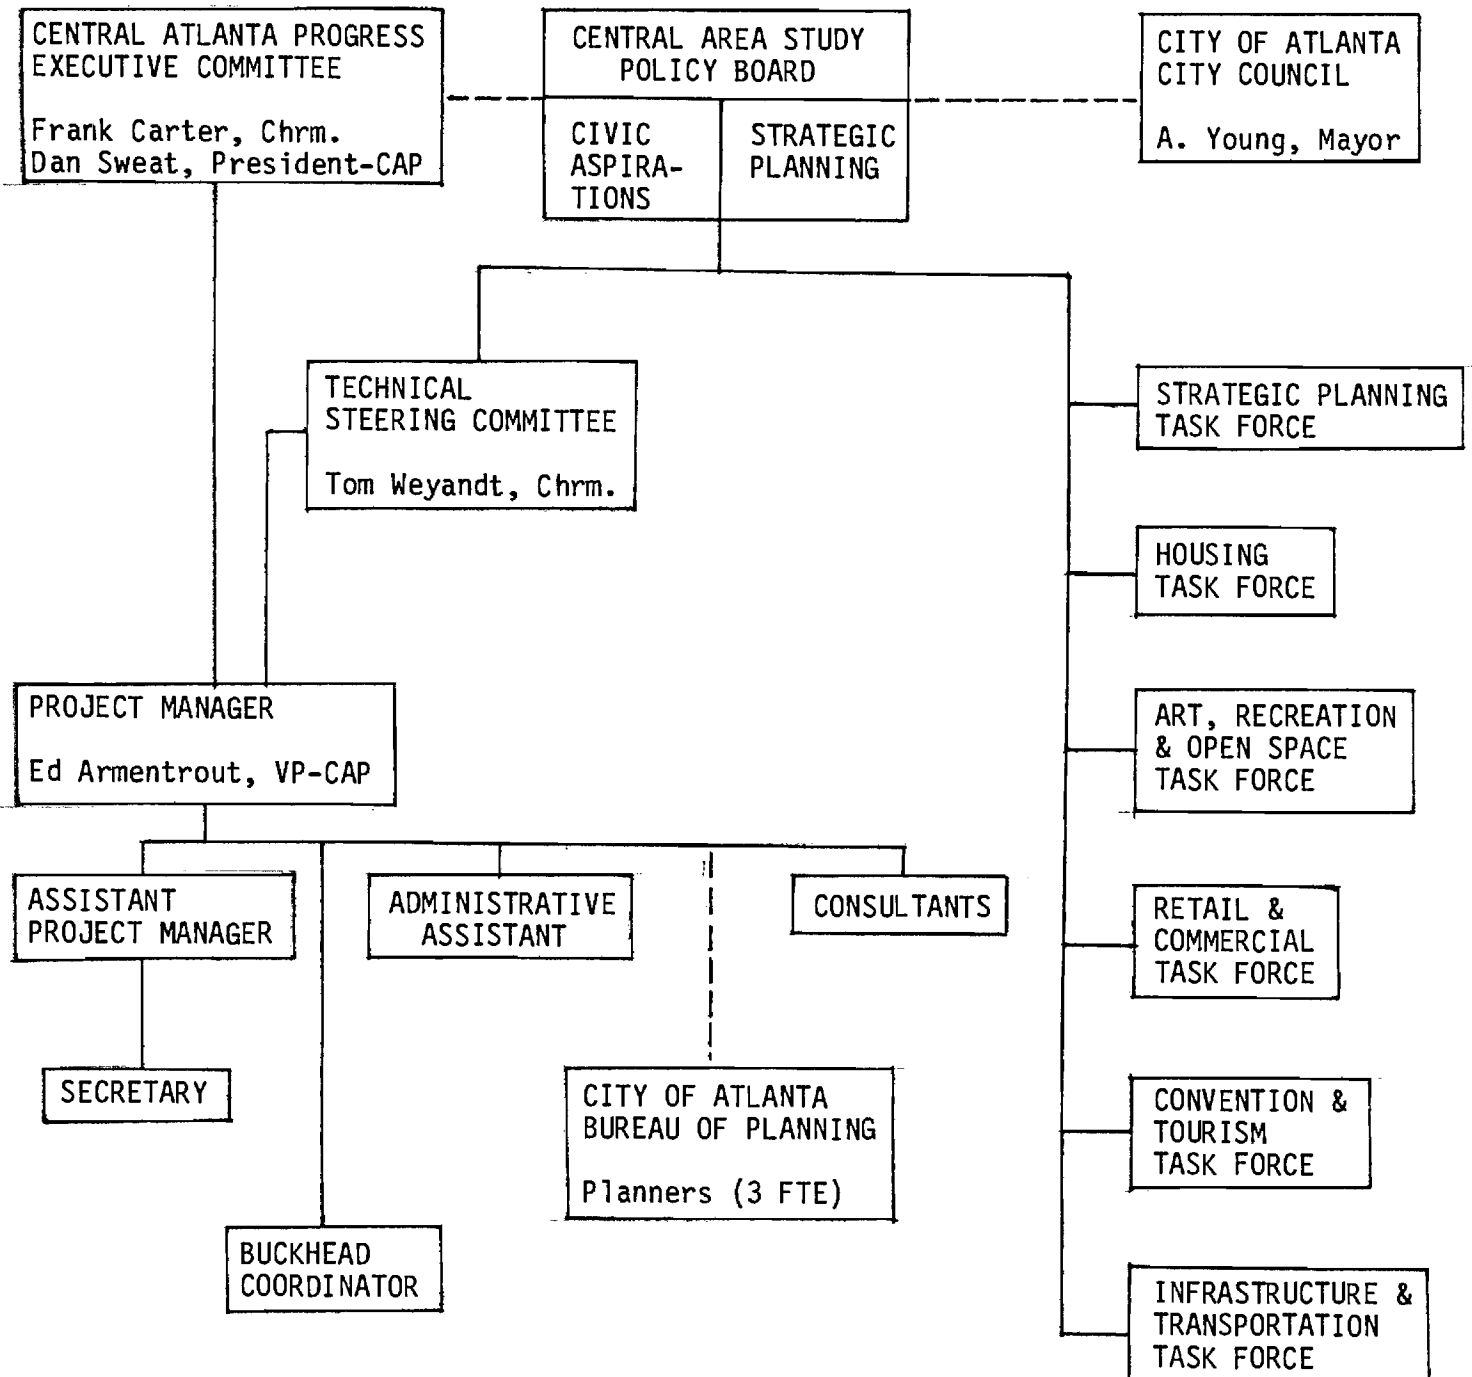 CENTRAL ATLANTA PROGRESS
EXECUTIVE COMMITTEE
Frank Carter, Chrm.
Dan Sweat, President-CAP
CENTRAL AREA STUDY
POLICY BOARD
CIVIC
ASPIRA-
TIONS
STRATEGIC
PLANNING
CITY OF ATLANTA
CITY COUNCIL
A. Young, Mayor
TECHNICAL
STEERING COMMITTEE
Tom Weyandt, Chrm.
STRATEGIC PLANNING
TASK FORCE
HOUSING
TASK FORCE
ART, RECREATION
& OPEN SPACE
TASK FORCE
RETAIL &
COMMERCIAL
TASK FORCE
CONVENTION &
TOURISM
TASK FORCE
INFRASTRUCTURE &
TRANSPORTATION
TASK FORCE
PROJECT MANAGER
Ed Armentrout, VP-CAP
ASSISTANT
PROJECT MANAGER
ADMINISTRATIVE
ASSISTANT
CONSULTANTS
SECRETARY
CITY OF ATLANTA
BUREAU OF PLANNING
Planners (3 FTE)
BUCKHEAD
COORDINATOR